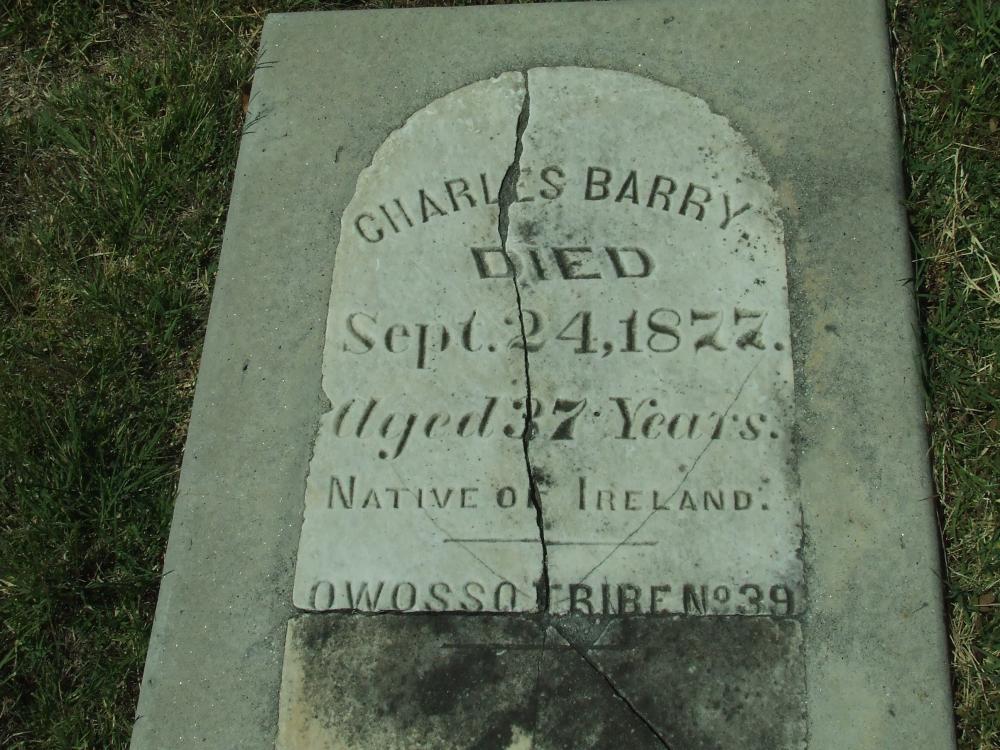 CHARLES BARRY.
DIED
Sept. 24, 1877.
Aged 37 Years.
NATIVE OF IRELAND.
OWOSSO TRIBE No 39